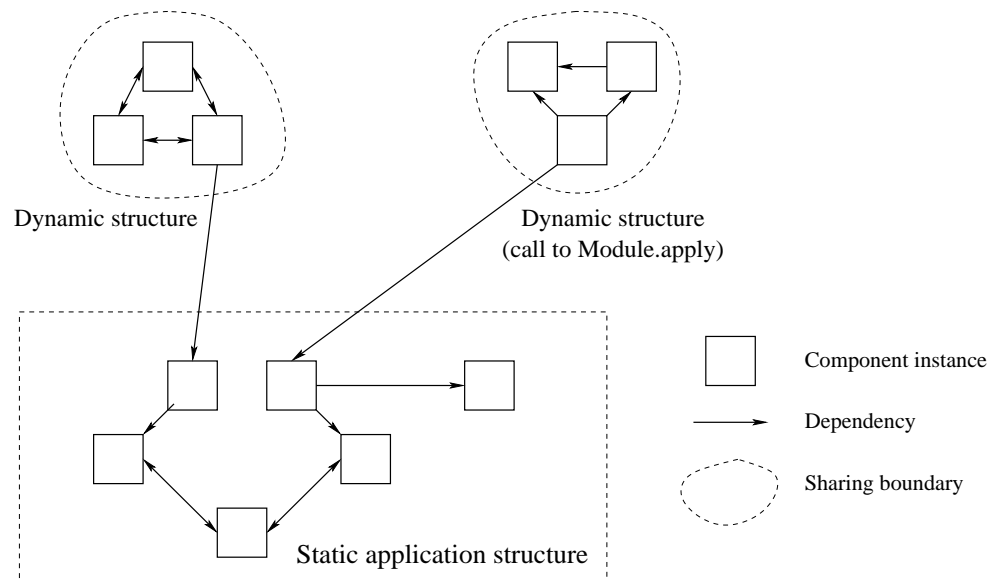 Dynamic structure
Dynamic structure
(call to Module.apply)
Component instance
Dependency
Sharing boundary
Static application structure